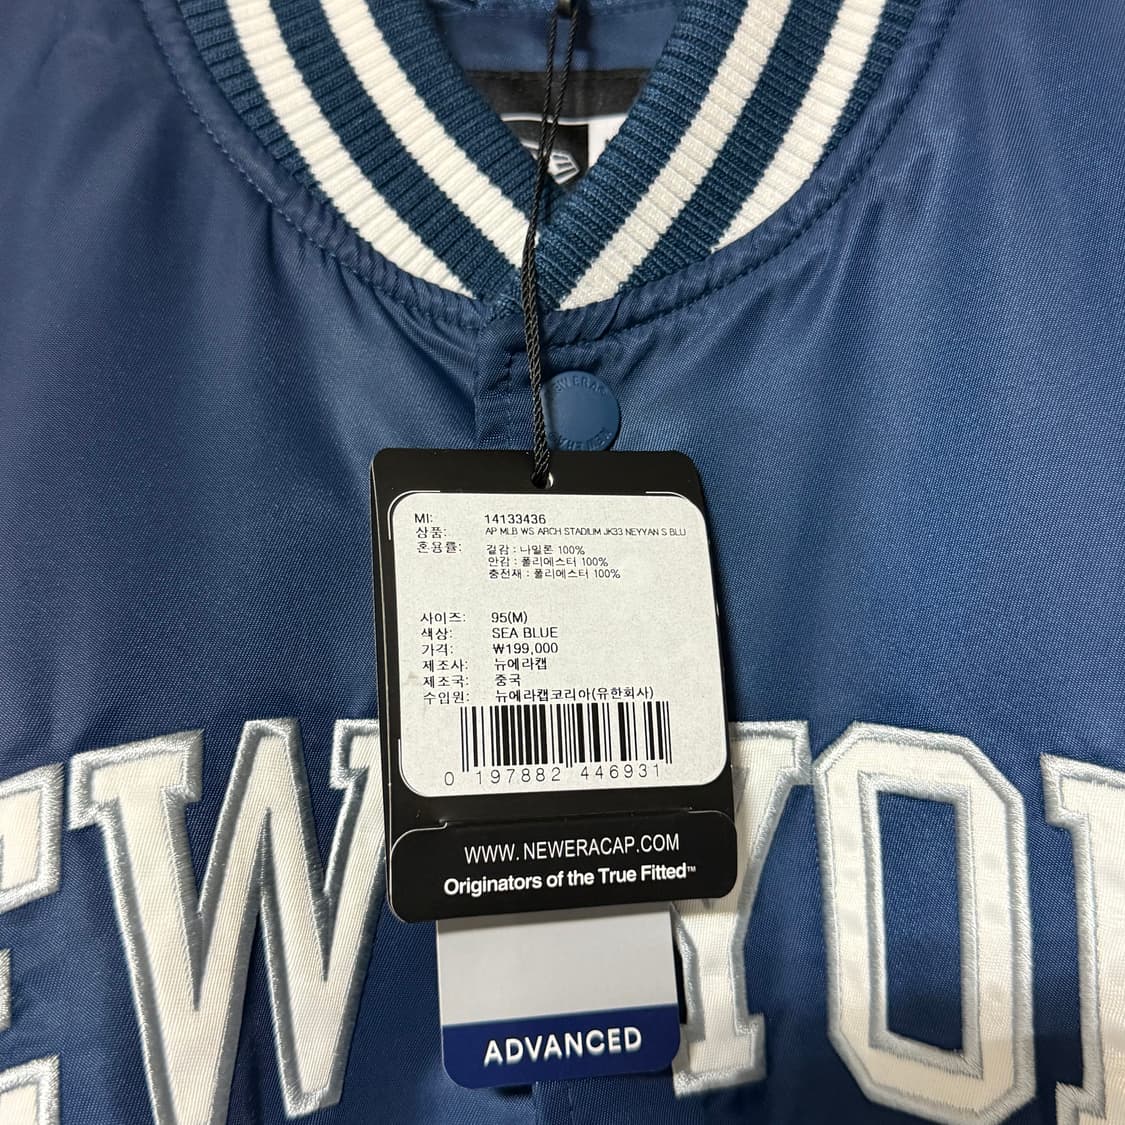 NEW ERA
NEW ERA
MI: 14133436
상품: AP MLB WS ARCH STADIUM JK33 NEYYAN S BLU
혼용률: 겉감 : 나일론 100%
안감 : 폴리에스터 100%
충전재 : 폴리에스터 100%
사이즈: 95(M)
색상: SEA BLUE
가격: ₩199,000
제조사: 뉴에라캡
제조국: 중국
수입원: 뉴에라캡코리아(유한회사)
0 197882 446931
WWW.NEWERACAP.COM
Originators of the True Fitted™
ADVANCED
EW YO